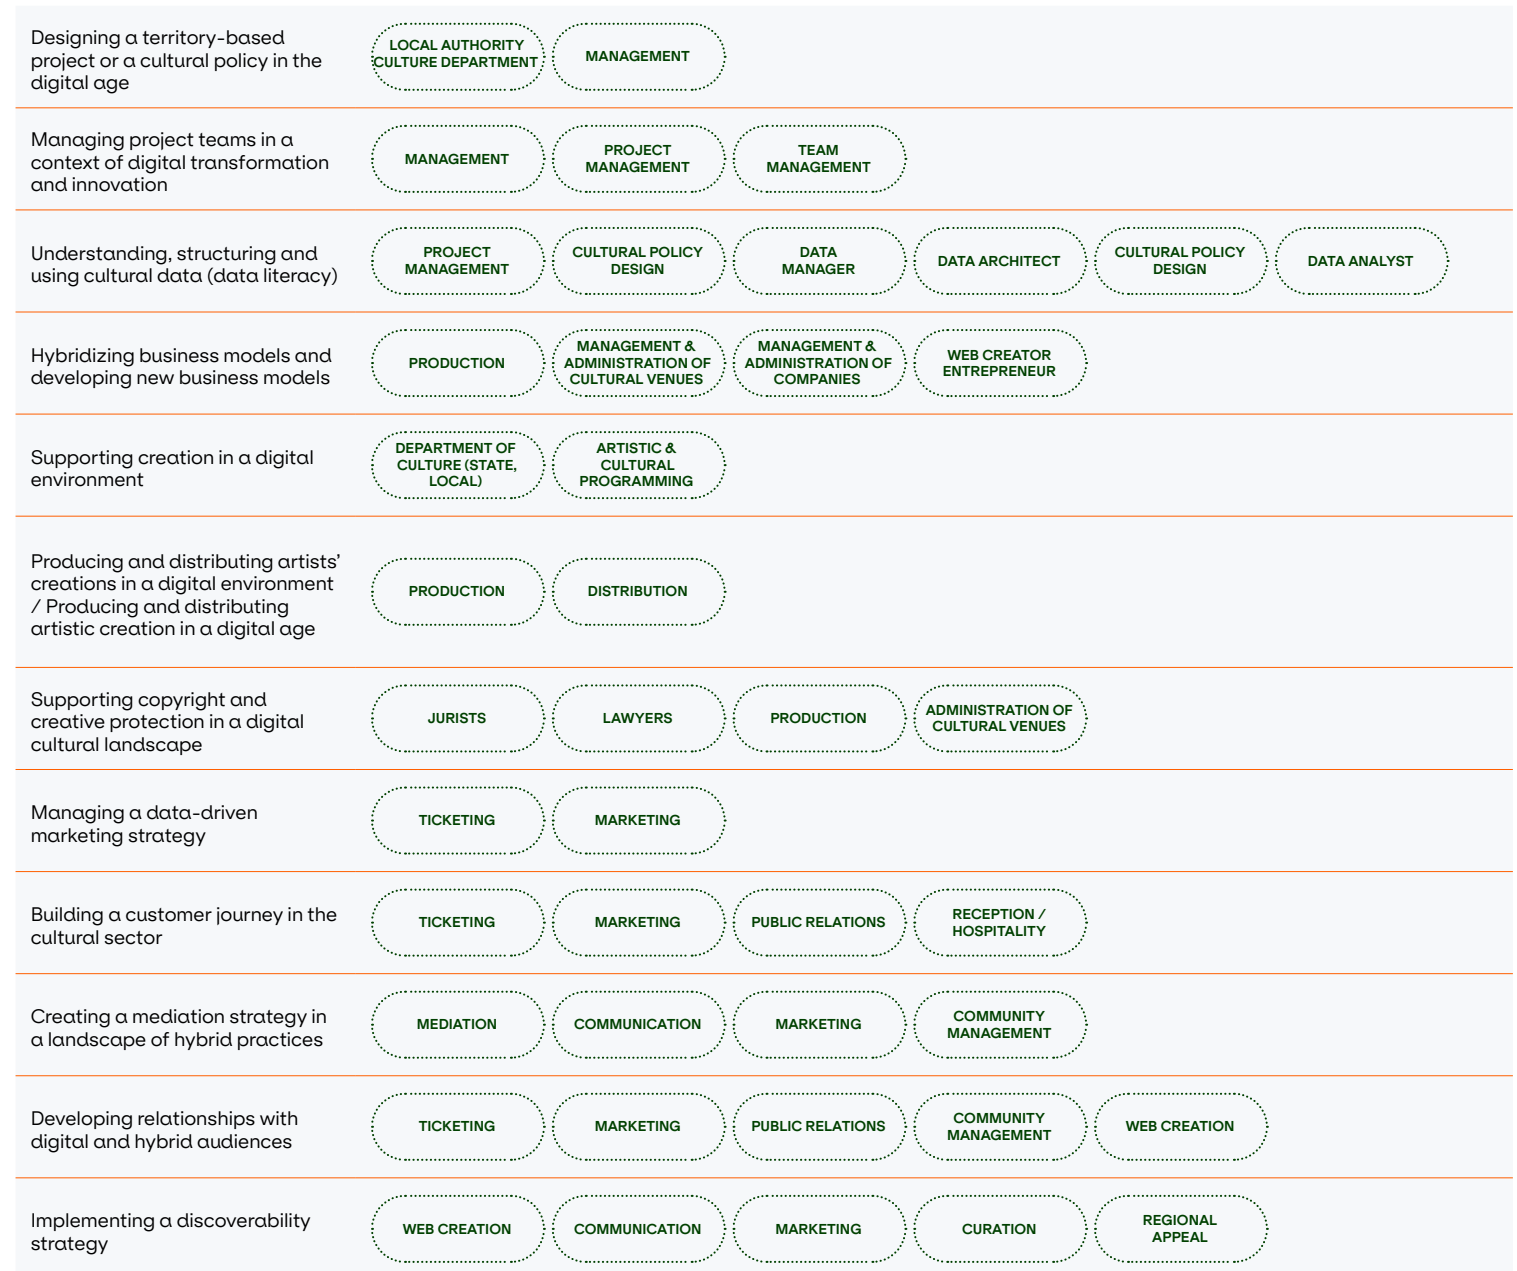 Designing a territory-based
project or a cultural policy in the
digital age
LOCAL AUTHORITY
CULTURE DEPARTMENT
MANAGEMENT
Managing project teams in a
context of digital transformation
and innovation
MANAGEMENT
PROJECT
MANAGEMENT
TEAM
MANAGEMENT
Understanding, structuring and
using cultural data (data literacy)
PROJECT
MANAGEMENT
CULTURAL POLICY
DESIGN
DATA
MANAGER
DATA ARCHITECT
CULTURAL POLICY
DESIGN
DATA ANALYST
Hybridizing business models and
developing new business models
PRODUCTION
MANAGEMENT &
ADMINISTRATION OF
CULTURAL VENUES
MANAGEMENT &
ADMINISTRATION OF
COMPANIES
WEB CREATOR
ENTREPRENEUR
Supporting creation in a digital
environment
DEPARTMENT OF
CULTURE (STATE,
LOCAL)
ARTISTIC &
CULTURAL
PROGRAMMING
Producing and distributing artists’
creations in a digital environment
/ Producing and distributing
artistic creation in a digital age
PRODUCTION
DISTRIBUTION
Supporting copyright and
creative protection in a digital
cultural landscape
JURISTS
LAWYERS
PRODUCTION
ADMINISTRATION OF
CULTURAL VENUES
Managing a data-driven
marketing strategy
TICKETING
MARKETING
Building a customer journey in the
cultural sector
TICKETING
MARKETING
PUBLIC RELATIONS
RECEPTION /
HOSPITALITY
Creating a mediation strategy in
a landscape of hybrid practices
MEDIATION
COMMUNICATION
MARKETING
COMMUNITY
MANAGEMENT
Developing relationships with
digital and hybrid audiences
TICKETING
MARKETING
PUBLIC RELATIONS
COMMUNITY
MANAGEMENT
WEB CREATION
Implementing a discoverability
strategy
WEB CREATION
COMMUNICATION
MARKETING
CURATION
REGIONAL
APPEAL